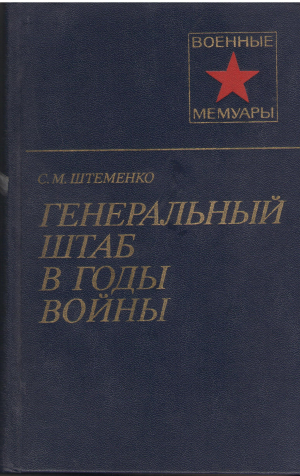 ВОЕННЫЕ
МЕМУАРЫ
С. М. ШТЕМЕНКО
ГЕНЕРАЛЬНЫЙ
ШТАБ
В ГОДЫ
ВОЙНЫ